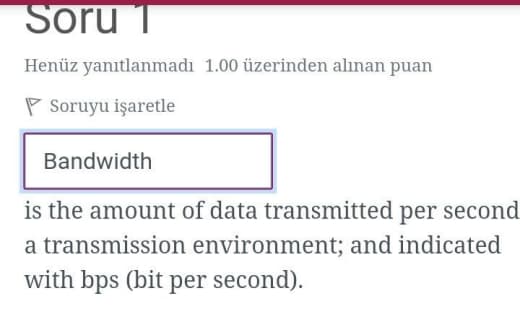 Soru 1
Henüz yanıtlanmadı 1.00 üzerinden alınan puan
Soruyu işaretle
Bandwidth
is the amount of data transmitted per second
a transmission environment; and indicated
with bps (bit per second).